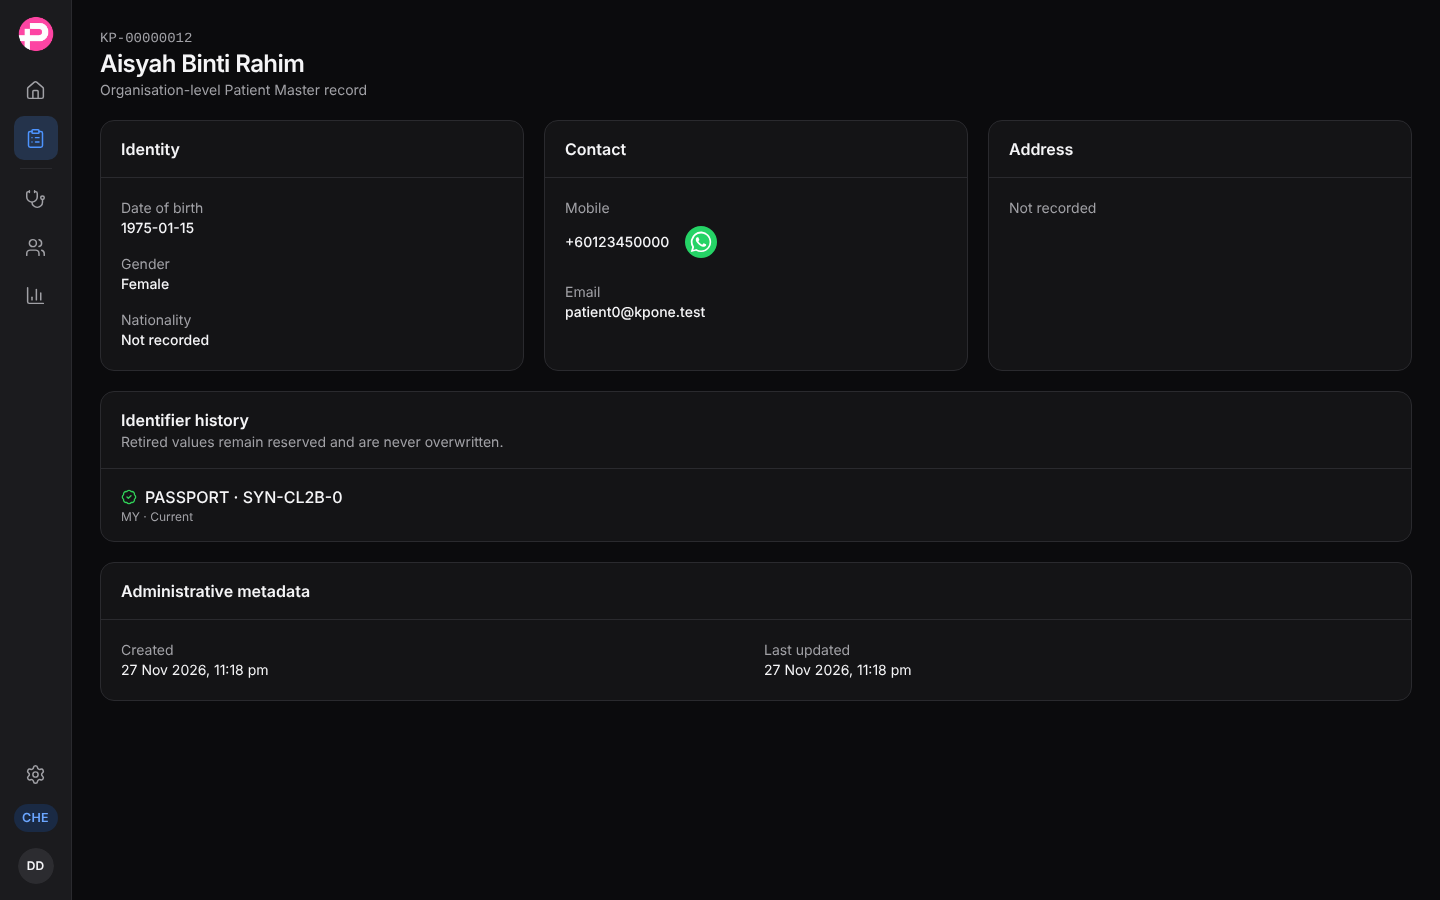 KP-00000012
Aisyah Binti Rahim
Organisation-level Patient Master record
Identity
Date of birth
1975-01-15
Gender
Female
Nationality
Not recorded
Contact
Mobile
+60123450000
Email
patient0@kpone.test
Address
Not recorded
Identifier history
Retired values remain reserved and are never overwritten.
PASSPORT · SYN-CL2B-0
MY · Current
Administrative metadata
Created
27 Nov 2026, 11:18 pm
Last updated
27 Nov 2026, 11:18 pm
CHE
DD